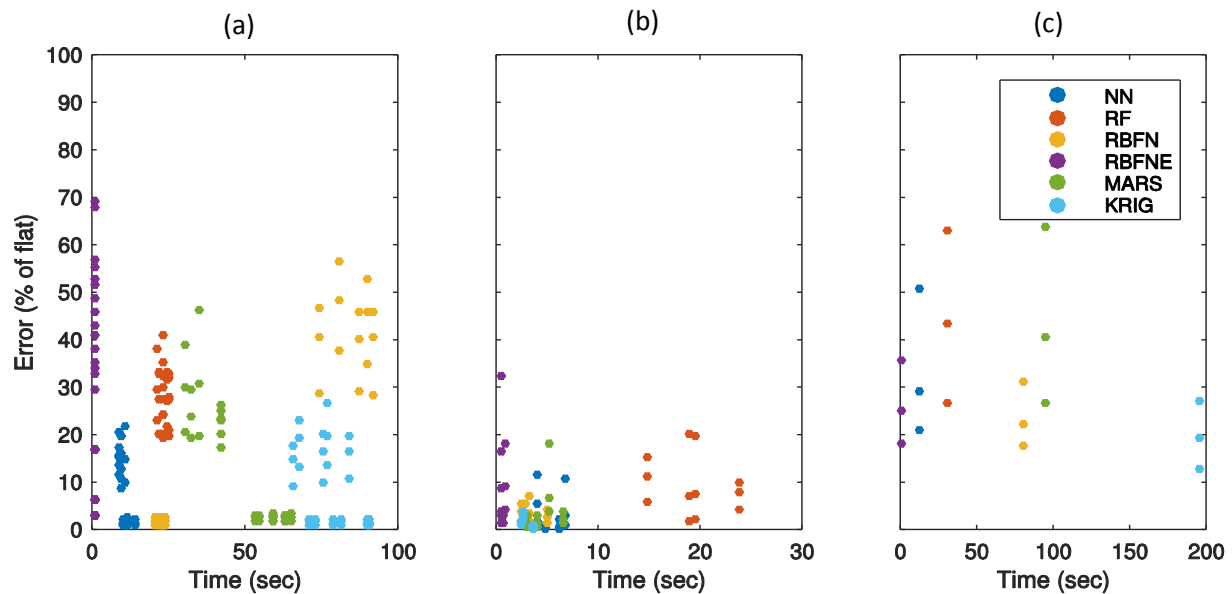 (a)
(b)
(c)
Error (% of flat)
100
90
80
70
60
50
40
30
20
10
0
0 50 100
Time (sec)
0 10 20 30
Time (sec)
NN
RF
RBFN
RBFNE
MARS
KRIG
0 50 100 150 200
Time (sec)